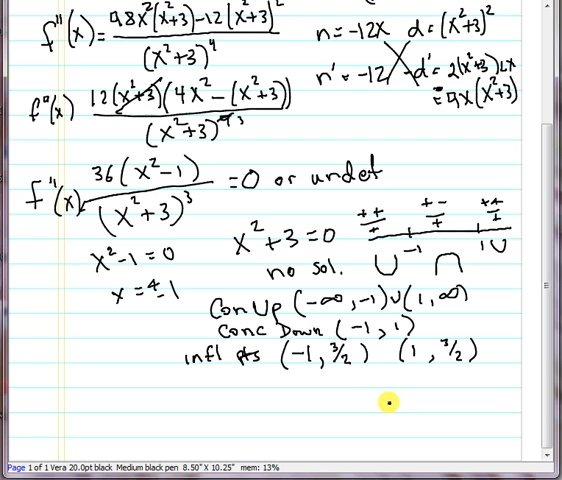 f''(x) = 48x²(x²+3) - 12(x²+3)² / (x²+3)⁴
n = -12x d = (x²+3)²
n' = -12 d' = 2(x²+3)2x
= 4x(x²+3)
f''(x) 12(x²+3)(4x² - (x²+3)) / (x²+3)⁴ ³
f''(x) 36(x²-1) / (x²+3)³ = 0 or undef
x²-1=0 x²+3=0
++/+ +-/+ ++/+
-1 1
x = ±1 no sol. ∪ ∩ ∪
Con Up (-∞, -1) ∪ (1, ∞)
Conc Down (-1, 1)
infl pts (-1, 3/2) (1, 3/2)
Page 1 of 1 Vera 20.0pt black Medium black pen 8.50" X 10.25" mem: 13%